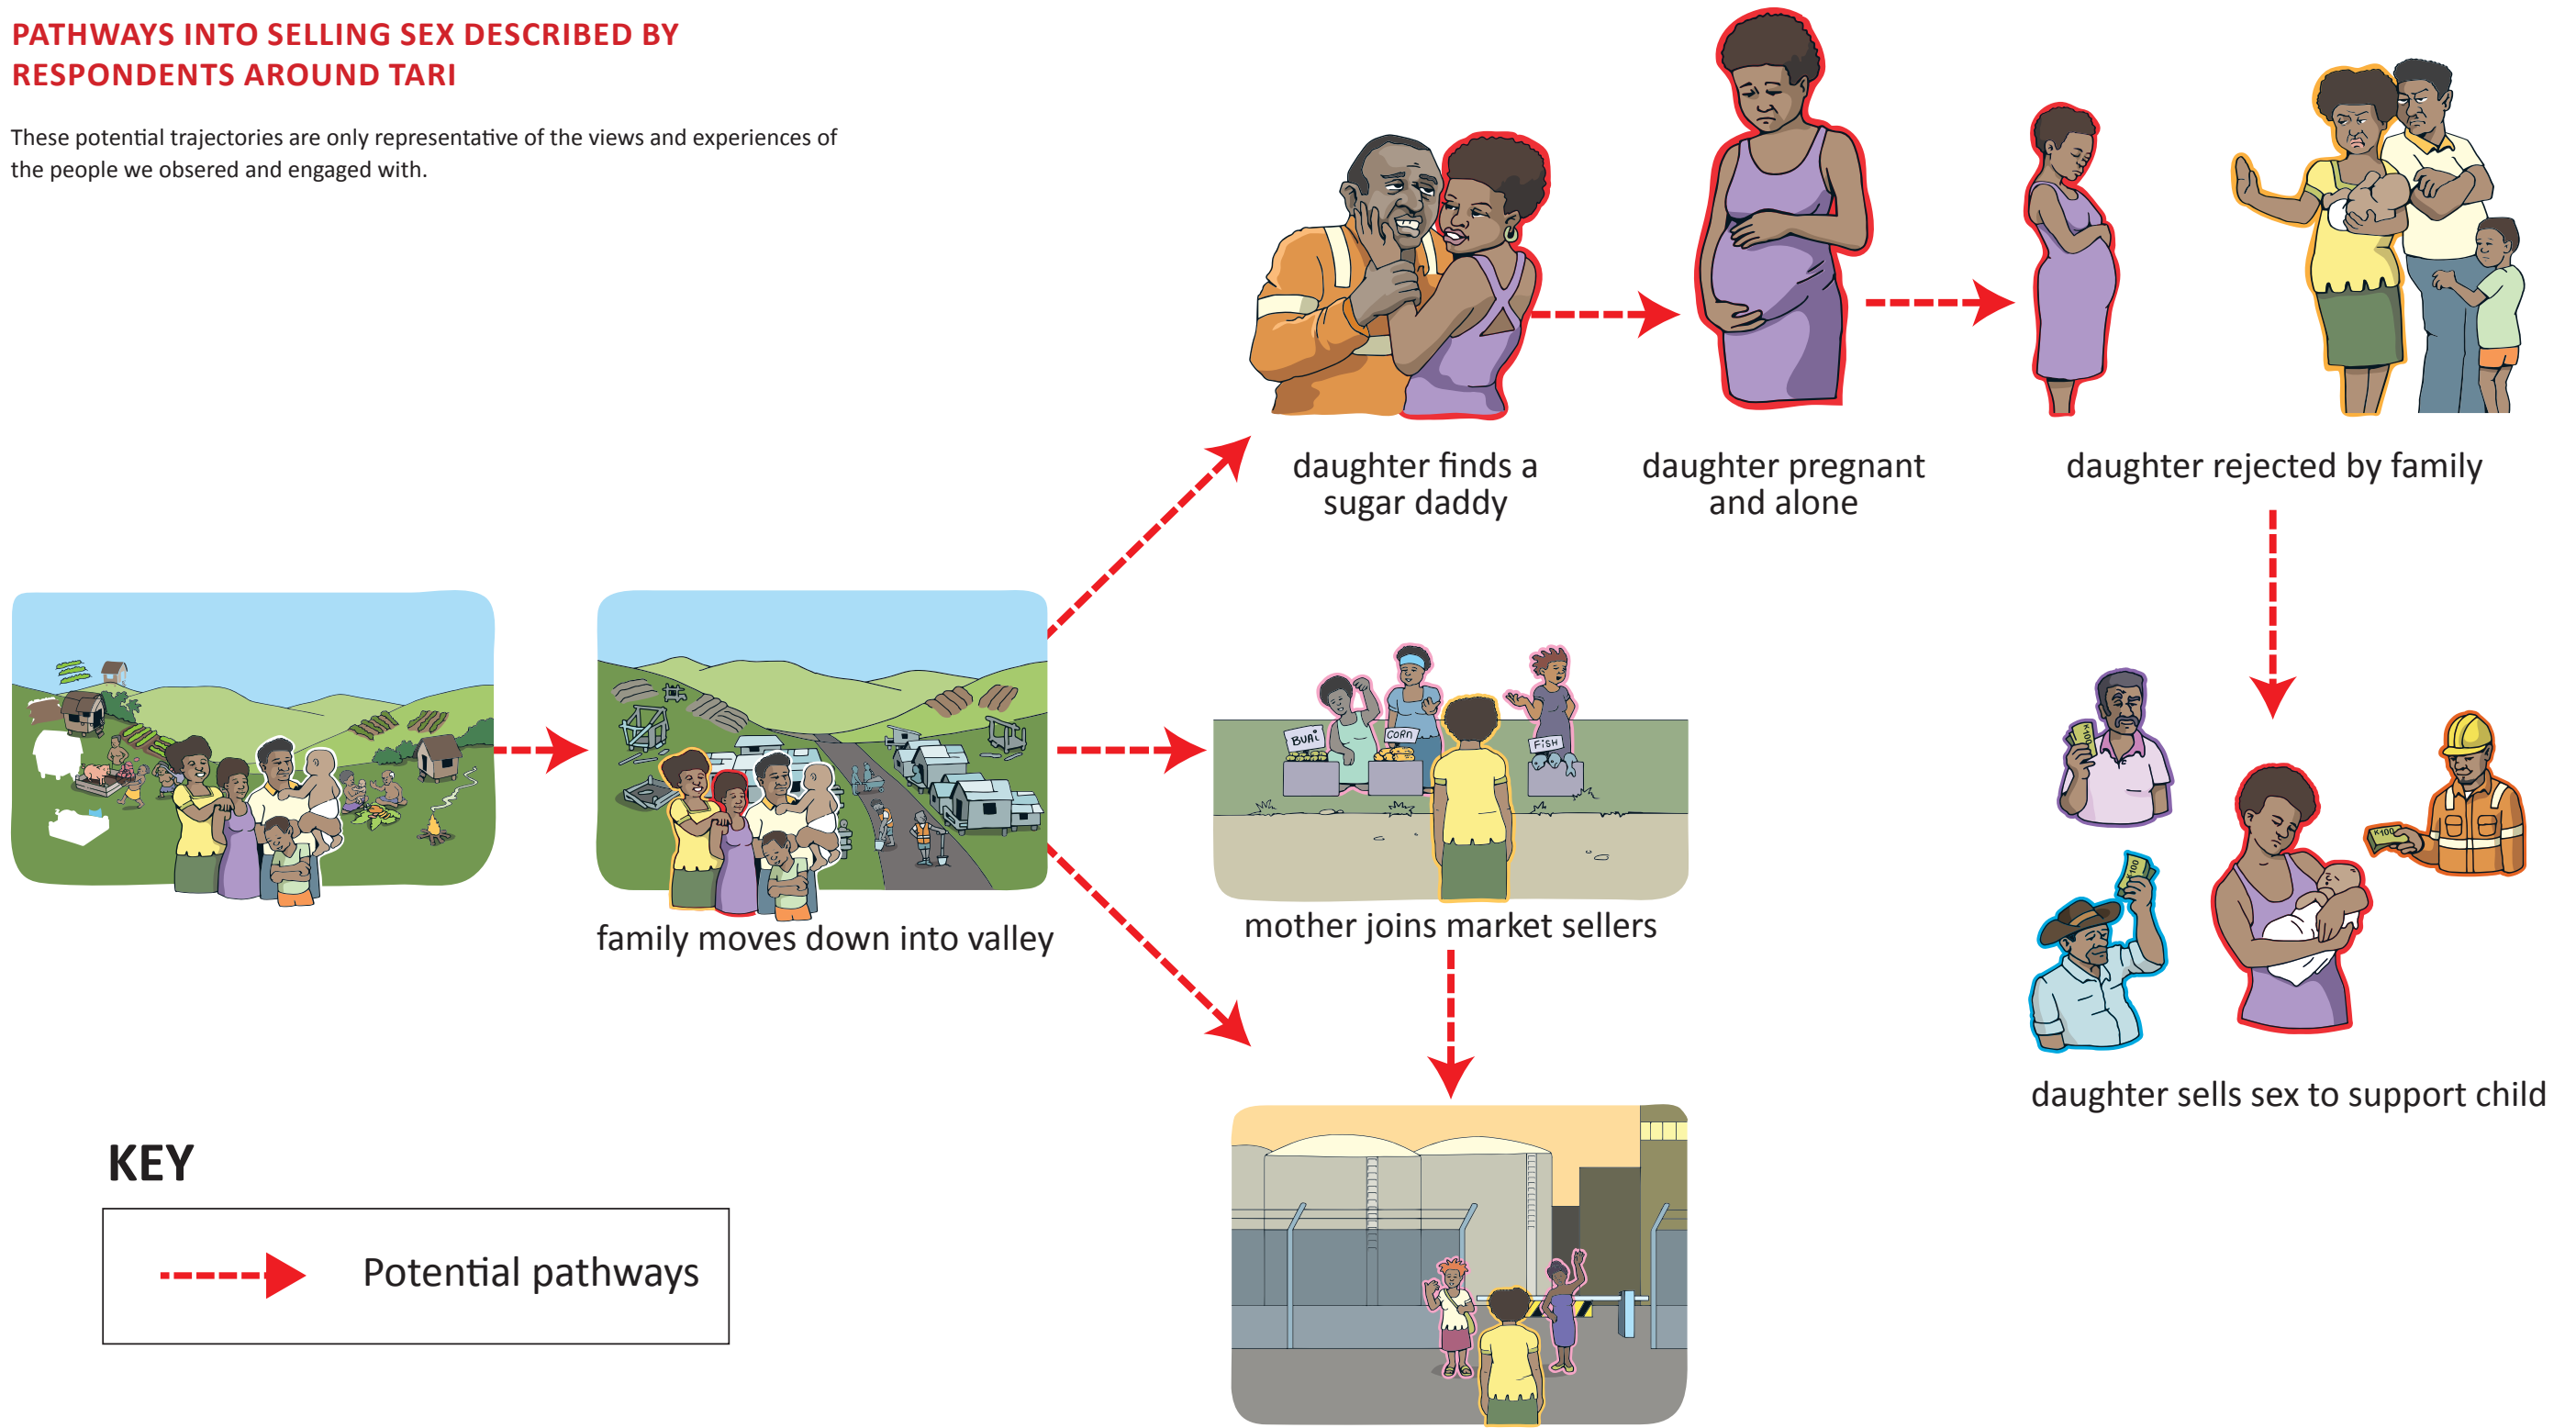 PATHWAYS INTO SELLING SEX DESCRIBED BY
RESPONDENTS AROUND TARI
These potential trajectories are only representative of the views and experiences of
the people we obsered and engaged with.
daughter finds a
sugar daddy
daughter pregnant
and alone
daughter rejected by family
BUAi
CORn
FiSH
family moves down into valley
mother joins market sellers
K100
K100
K100
daughter sells sex to support child
KEY
Potential pathways